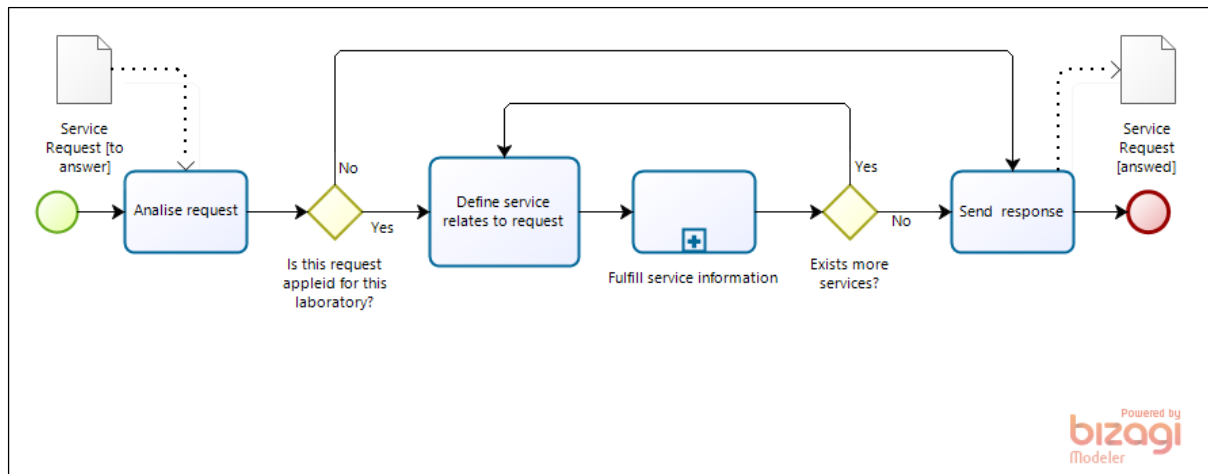 Service
Request [to
answer]
Analise request
No
Yes
Is this request
appleid for this
laboratory?
Define service
relates to request
Fulfill service information
Yes
No
Exists more
services?
Send response
Service
Request
[answed]
Powered by
bizagi
Modeler